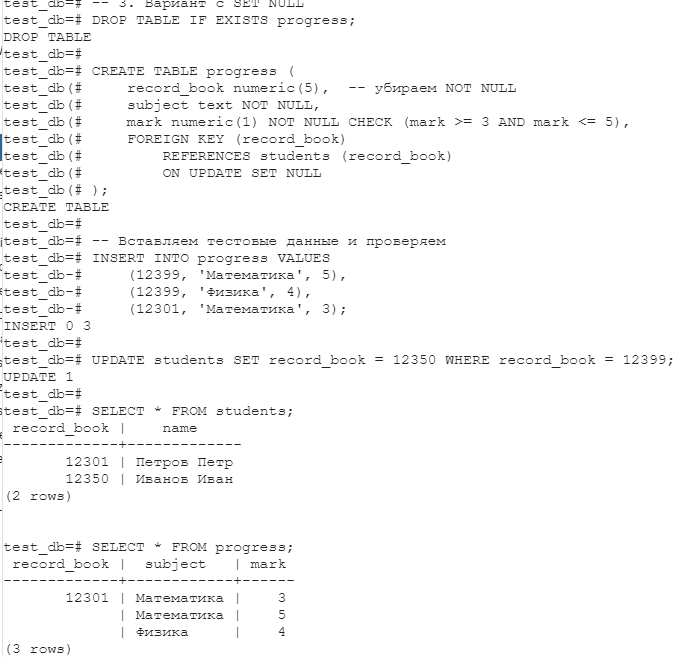 test_db=# -- 3. Вариант с SET NULL
test_db=# DROP TABLE IF EXISTS progress;
DROP TABLE
test_db=#
test_db=# CREATE TABLE progress (
test_db(#     record_book numeric(5),  -- убираем NOT NULL
test_db(#     subject text NOT NULL,
test_db(#     mark numeric(1) NOT NULL CHECK (mark >= 3 AND mark <= 5),
test_db(#     FOREIGN KEY (record_book)
test_db(#         REFERENCES students (record_book)
test_db(#         ON UPDATE SET NULL
test_db(# );
CREATE TABLE
test_db=#
test_db=# -- Вставляем тестовые данные и проверяем
test_db=# INSERT INTO progress VALUES
test_db-#     (12399, 'Математика', 5),
test_db-#     (12399, 'Физика', 4),
test_db-#     (12301, 'Математика', 3);
INSERT 0 3
test_db=#
test_db=# UPDATE students SET record_book = 12350 WHERE record_book = 12399;
UPDATE 1
test_db=#
test_db=# SELECT * FROM students;
 record_book |    name
-------------+-------------
       12301 | Петров Петр
       12350 | Иванов Иван
(2 rows)
test_db=# SELECT * FROM progress;
 record_book |  subject   | mark
-------------+------------+------
       12301 | Математика |    3
             | Математика |    5
             | Физика     |    4
(3 rows)